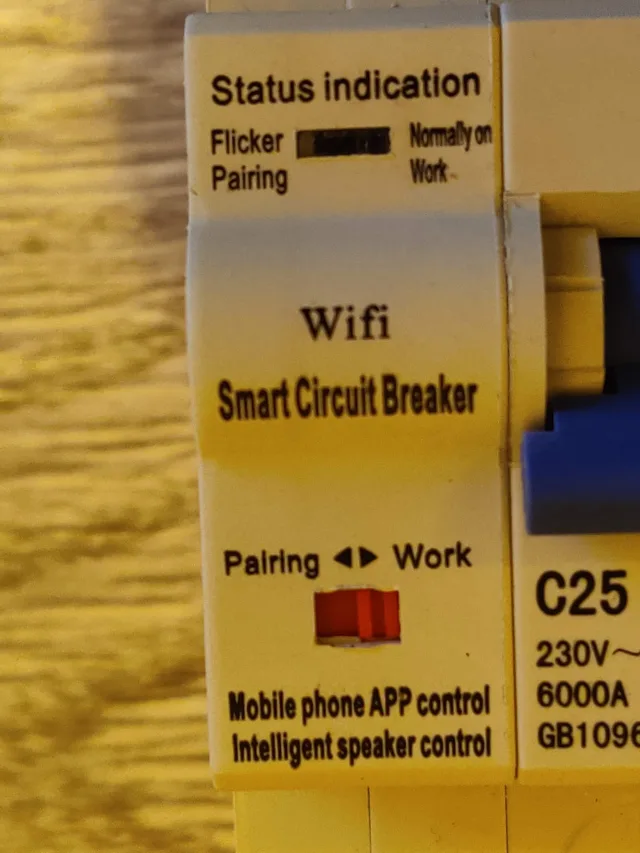 Status indication
Flicker Normally on
Pairing Work
Wifi
Smart Circuit Breaker
Pairing ◀▶ Work
Mobile phone APP control
Intelligent speaker control
C25
230V~
6000A
GB1096